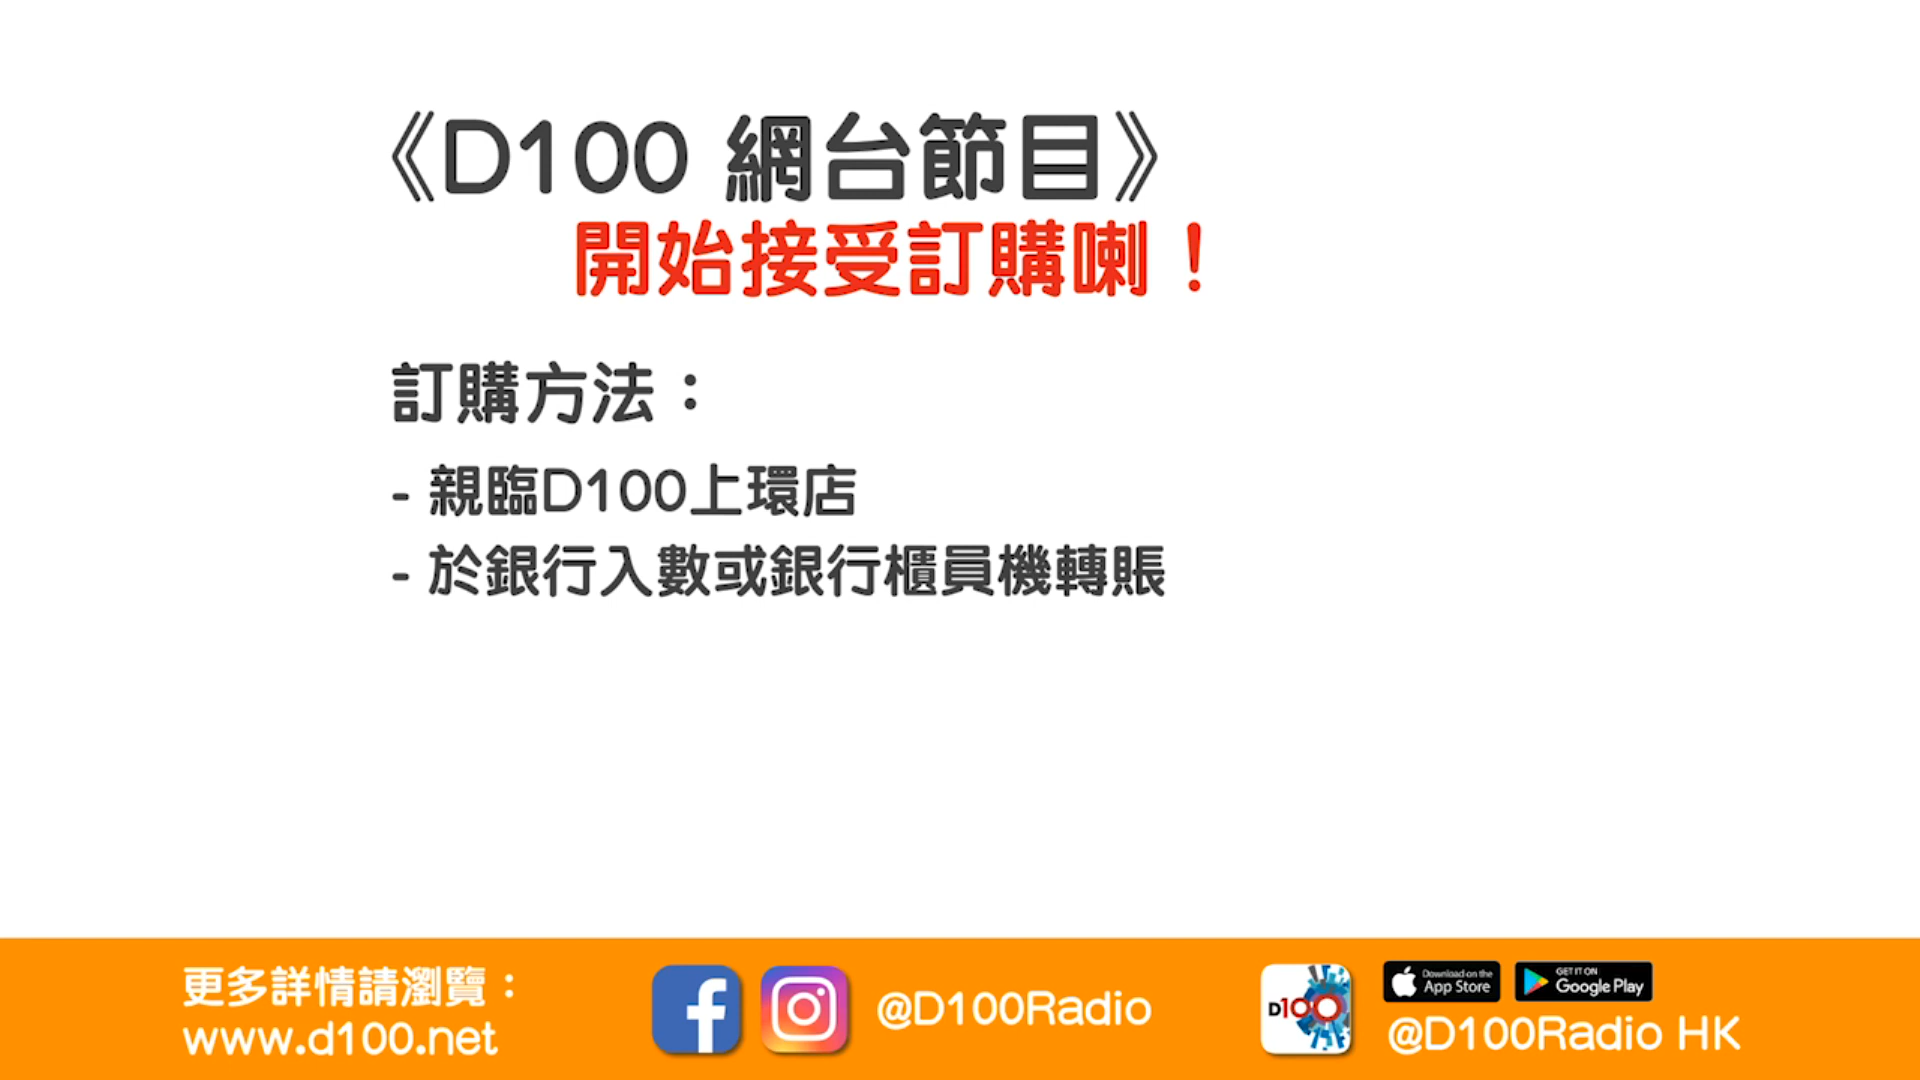 《D100 網台節目》
開始接受訂購喇！
訂購方法：
- 親臨D100上環店
- 於銀行入數或銀行櫃員機轉賬
更多詳情請瀏覽：
www.d100.net
@D100Radio
D100
Download on the
App Store
GET IT ON
Google Play
@D100Radio HK